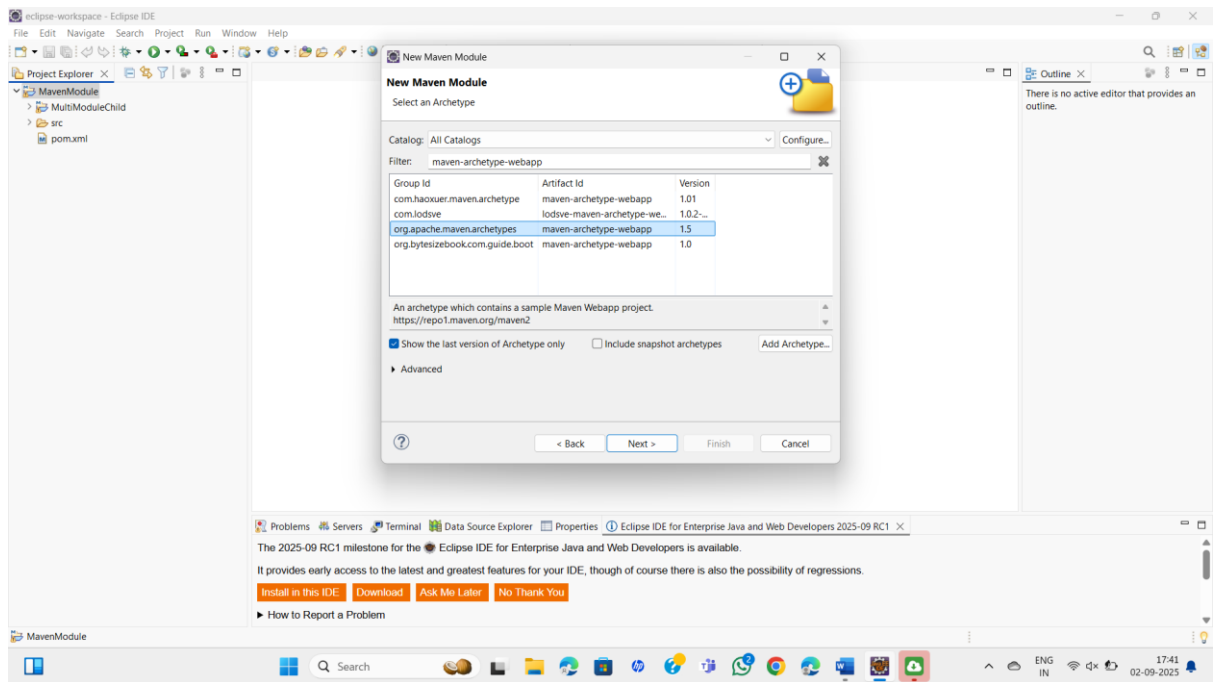 eclipse-workspace - Eclipse IDE
File Edit Navigate Search Project Run Window Help
Project Explorer
MavenModule
MultiModuleChild
src
pom.xml
New Maven Module
New Maven Module
Select an Archetype
Catalog: All Catalogs Configure...
Filter: maven-archetype-webapp
Group Id Artifact Id Version
com.haoxuer.maven.archetype maven-archetype-webapp 1.01
com.lodsve lodsve-maven-archetype-we... 1.0.2-...
org.apache.maven.archetypes maven-archetype-webapp 1.5
org.bytesizebook.com.guide.boot maven-archetype-webapp 1.0
An archetype which contains a sample Maven Webapp project.
https://repo1.maven.org/maven2
Show the last version of Archetype only Include snapshot archetypes Add Archetype...
Advanced
< Back Next > Finish Cancel
Outline
There is no active editor that provides an
outline.
Problems Servers Terminal Data Source Explorer Properties Eclipse IDE for Enterprise Java and Web Developers 2025-09 RC1
The 2025-09 RC1 milestone for the Eclipse IDE for Enterprise Java and Web Developers is available.
It provides early access to the latest and greatest features for your IDE, though of course there is also the possibility of regressions.
Install in this IDE Download Ask Me Later No Thank You
How to Report a Problem
MavenModule
Search
2
ENG
IN
17:41
02-09-2025